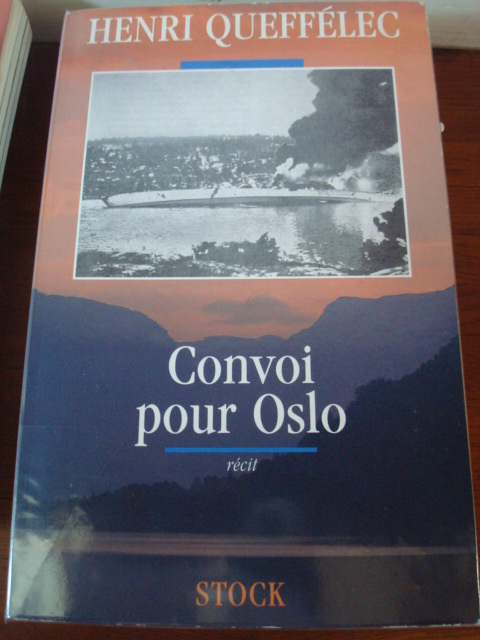 HENRI QUEFFÉLEC
Convoi
pour Oslo
récit
STOCK